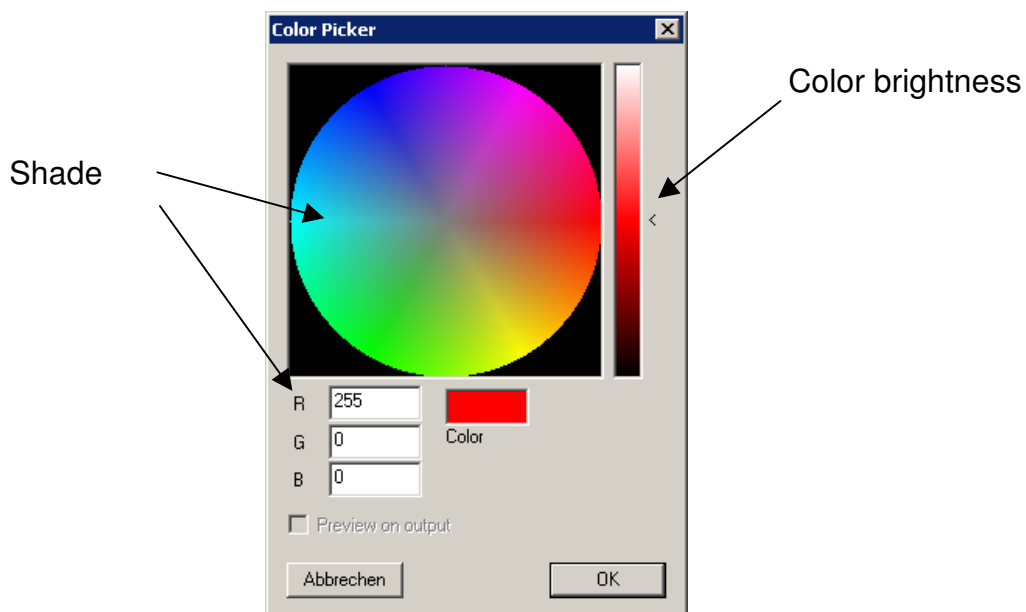 Color Picker
Color brightness
Shade
R 255
G 0
B 0
Color
Preview on output
Abbrechen
OK